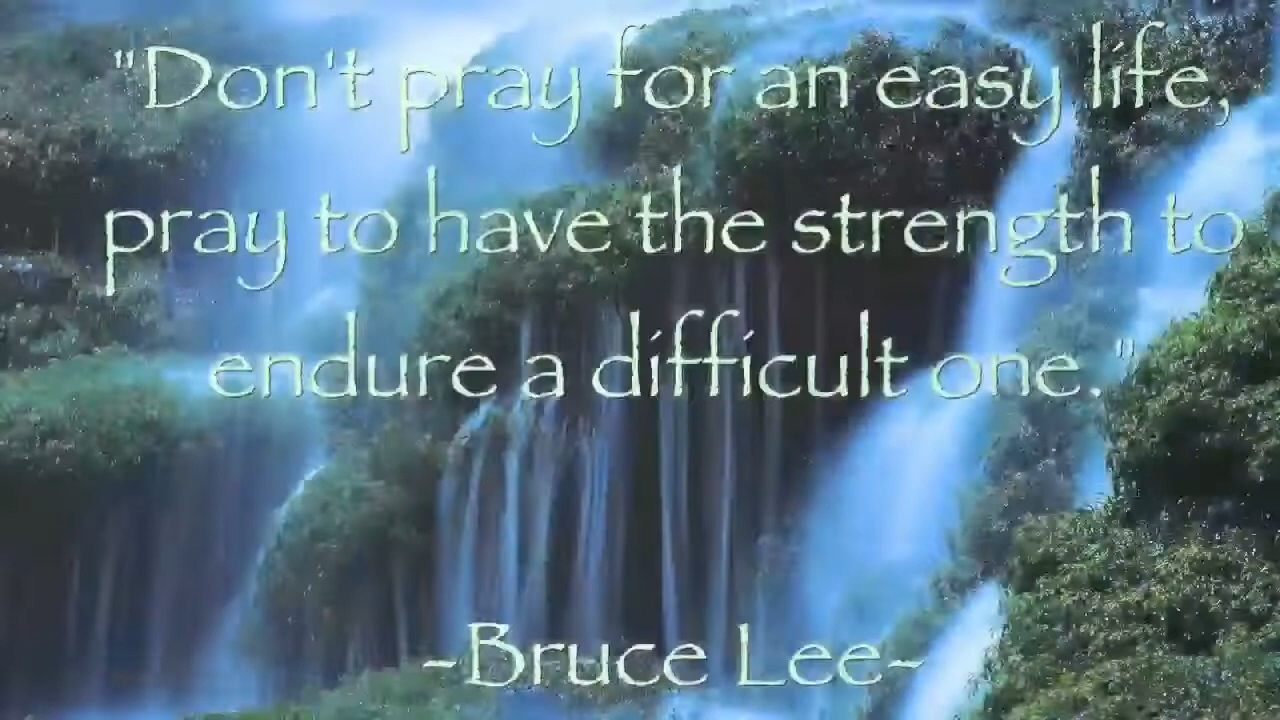 "Don't pray for an easy life,
pray to have the strength to
endure a difficult one."
~Bruce Lee~